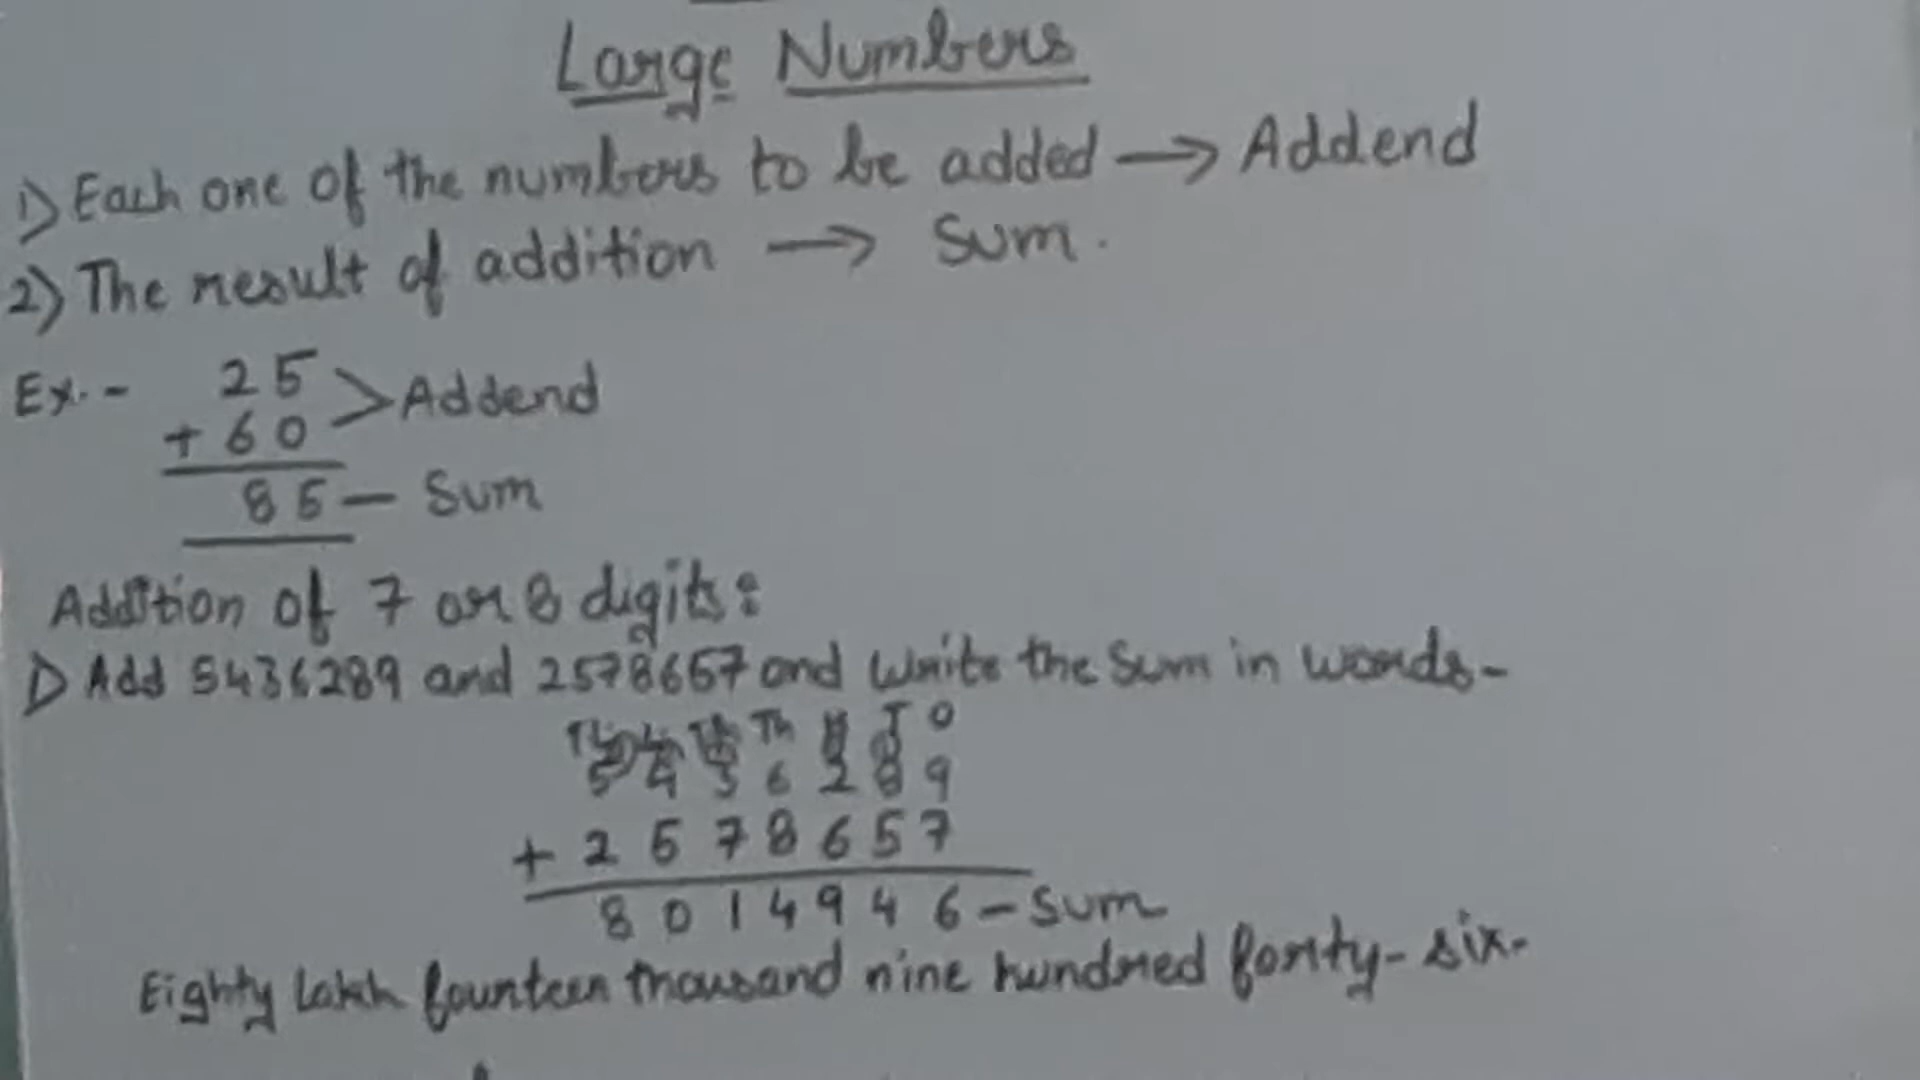 Large Numbers
1) Each one of the numbers to be added → Addend
2) The result of addition → Sum.
Ex.- 25 > Addend
+ 60
85 — Sum
Addition of 7 or 8 digits:
1) Add 5436289 and 2578657 and Write the Sum in words-
TL L TTh Th H T O
5 4 3 6 2 8 9
+ 2 5 7 8 6 5 7
8 0 1 4 9 4 6 — Sum
Eighty Lakh fourteen thousand nine hundred forty-six.